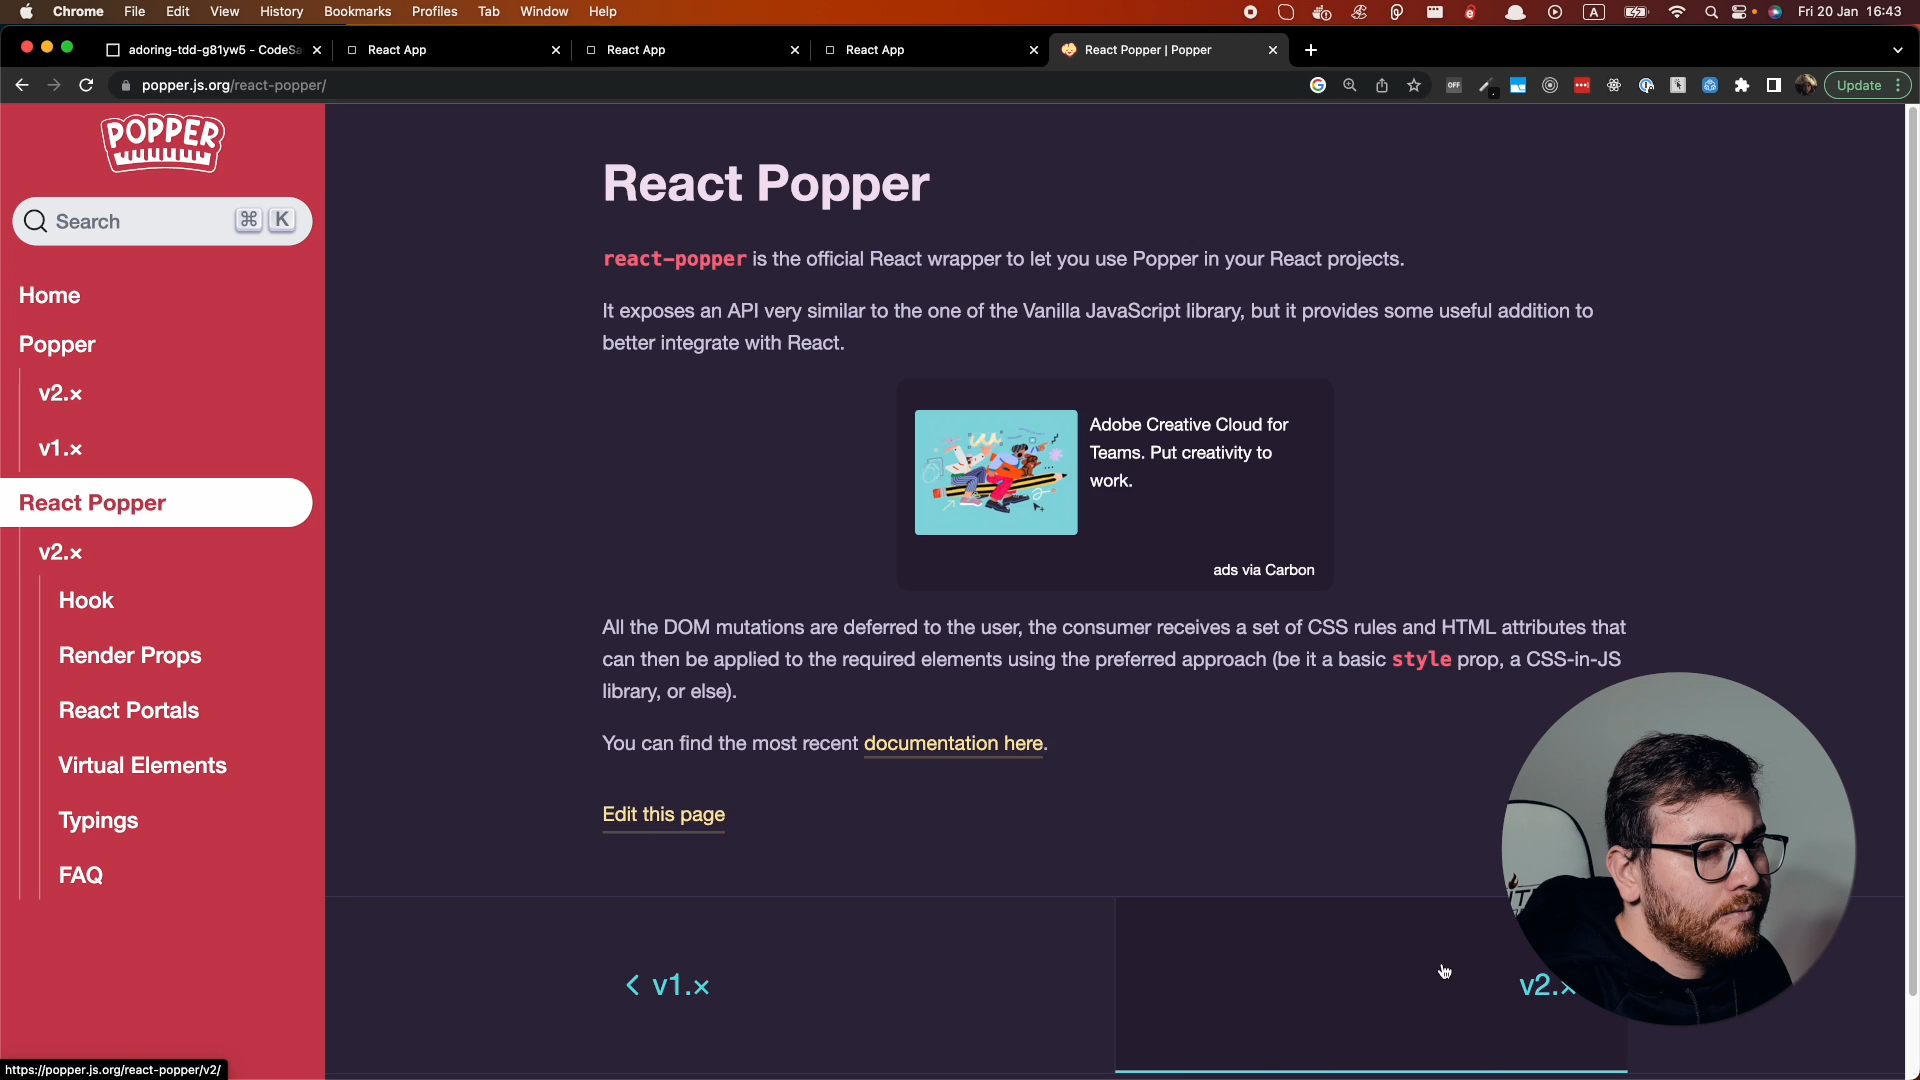 Chrome File Edit View History Bookmarks Profiles Tab Window Help
A
Fri 20 Jan 16:43
adoring-tdd-g81yw5 - CodeSa
React App
React App
React App
React Popper | Popper
popper.js.org/react-popper/
OFF
Update
POPPER
Search
⌘ K
Home
Popper
v2.x
v1.x
React Popper
v2.x
Hook
Render Props
React Portals
Virtual Elements
Typings
FAQ
React Popper
react-popper is the official React wrapper to let you use Popper in your React projects.
It exposes an API very similar to the one of the Vanilla JavaScript library, but it provides some useful addition to
better integrate with React.
Adobe Creative Cloud for
Teams. Put creativity to
work.
ads via Carbon
All the DOM mutations are deferred to the user, the consumer receives a set of CSS rules and HTML attributes that
can then be applied to the required elements using the preferred approach (be it a basic style prop, a CSS-in-JS
library, or else).
You can find the most recent documentation here.
Edit this page
v1.x
v2.x
https://popper.js.org/react-popper/v2/